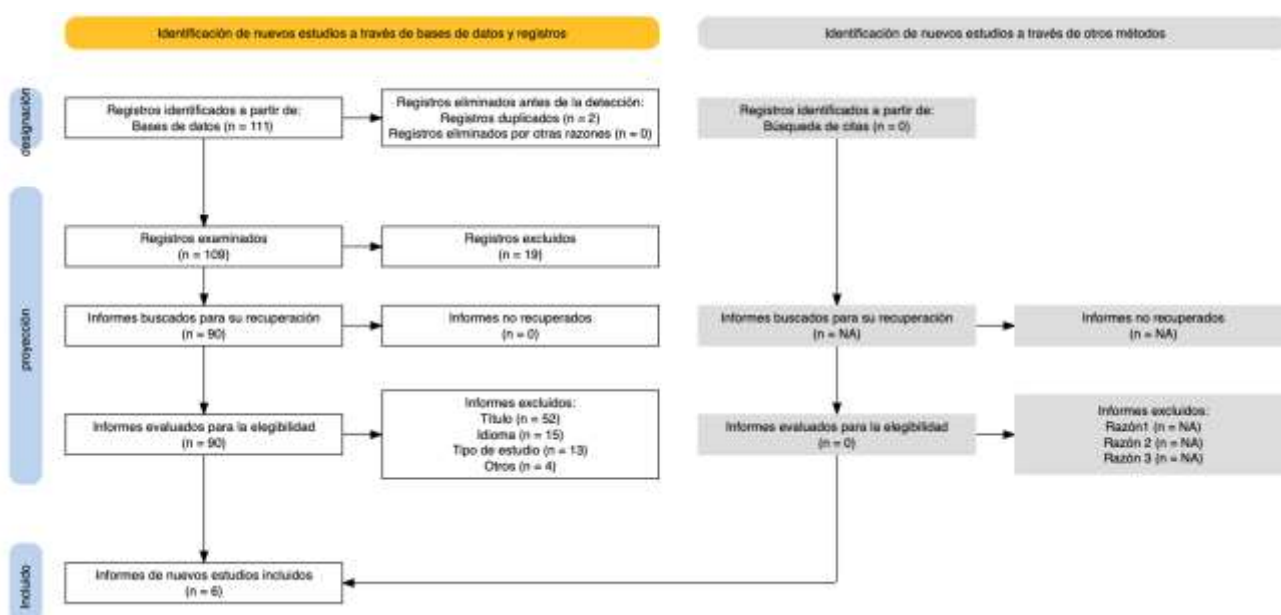 Identificación de nuevos estudios a través de bases de datos y registros
Identificación de nuevos estudios a través de otros métodos
designación
Registros identificados a partir de:
Bases de datos (n = 111)
Registros eliminados antes de la detección:
Registros duplicados (n = 2)
Registros eliminados por otras razones (n = 0)
Registros identificados a partir de:
Búsqueda de citas (n = 0)
proyección
Registros examinados
(n = 109)
Registros excluidos
(n = 19)
Informes buscados para su recuperación
(n = 90)
Informes no recuperados
(n = 0)
Informes buscados para su recuperación
(n = NA)
Informes no recuperados
(n = NA)
Informes evaluados para la elegibilidad
(n = 90)
Informes excluidos:
Título (n = 52)
Idioma (n = 15)
Tipo de estudio (n = 13)
Otros (n = 4)
Informes evaluados para la elegibilidad
(n = 0)
Informes excluidos:
Razón1 (n = NA)
Razón 2 (n = NA)
Razón 3 (n = NA)
Incluido
Informes de nuevos estudios incluidos
(n = 6)